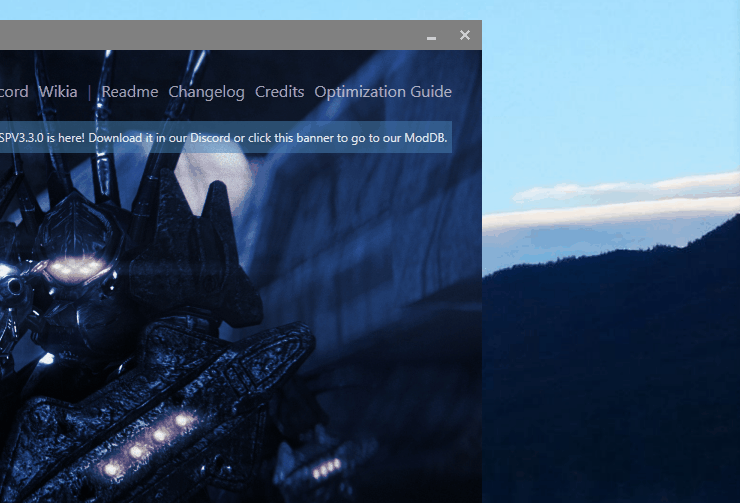 cord Wikia | Readme Changelog Credits Optimization Guide
SPV3.3.0 is here! Download it in our Discord or click this banner to go to our ModDB.